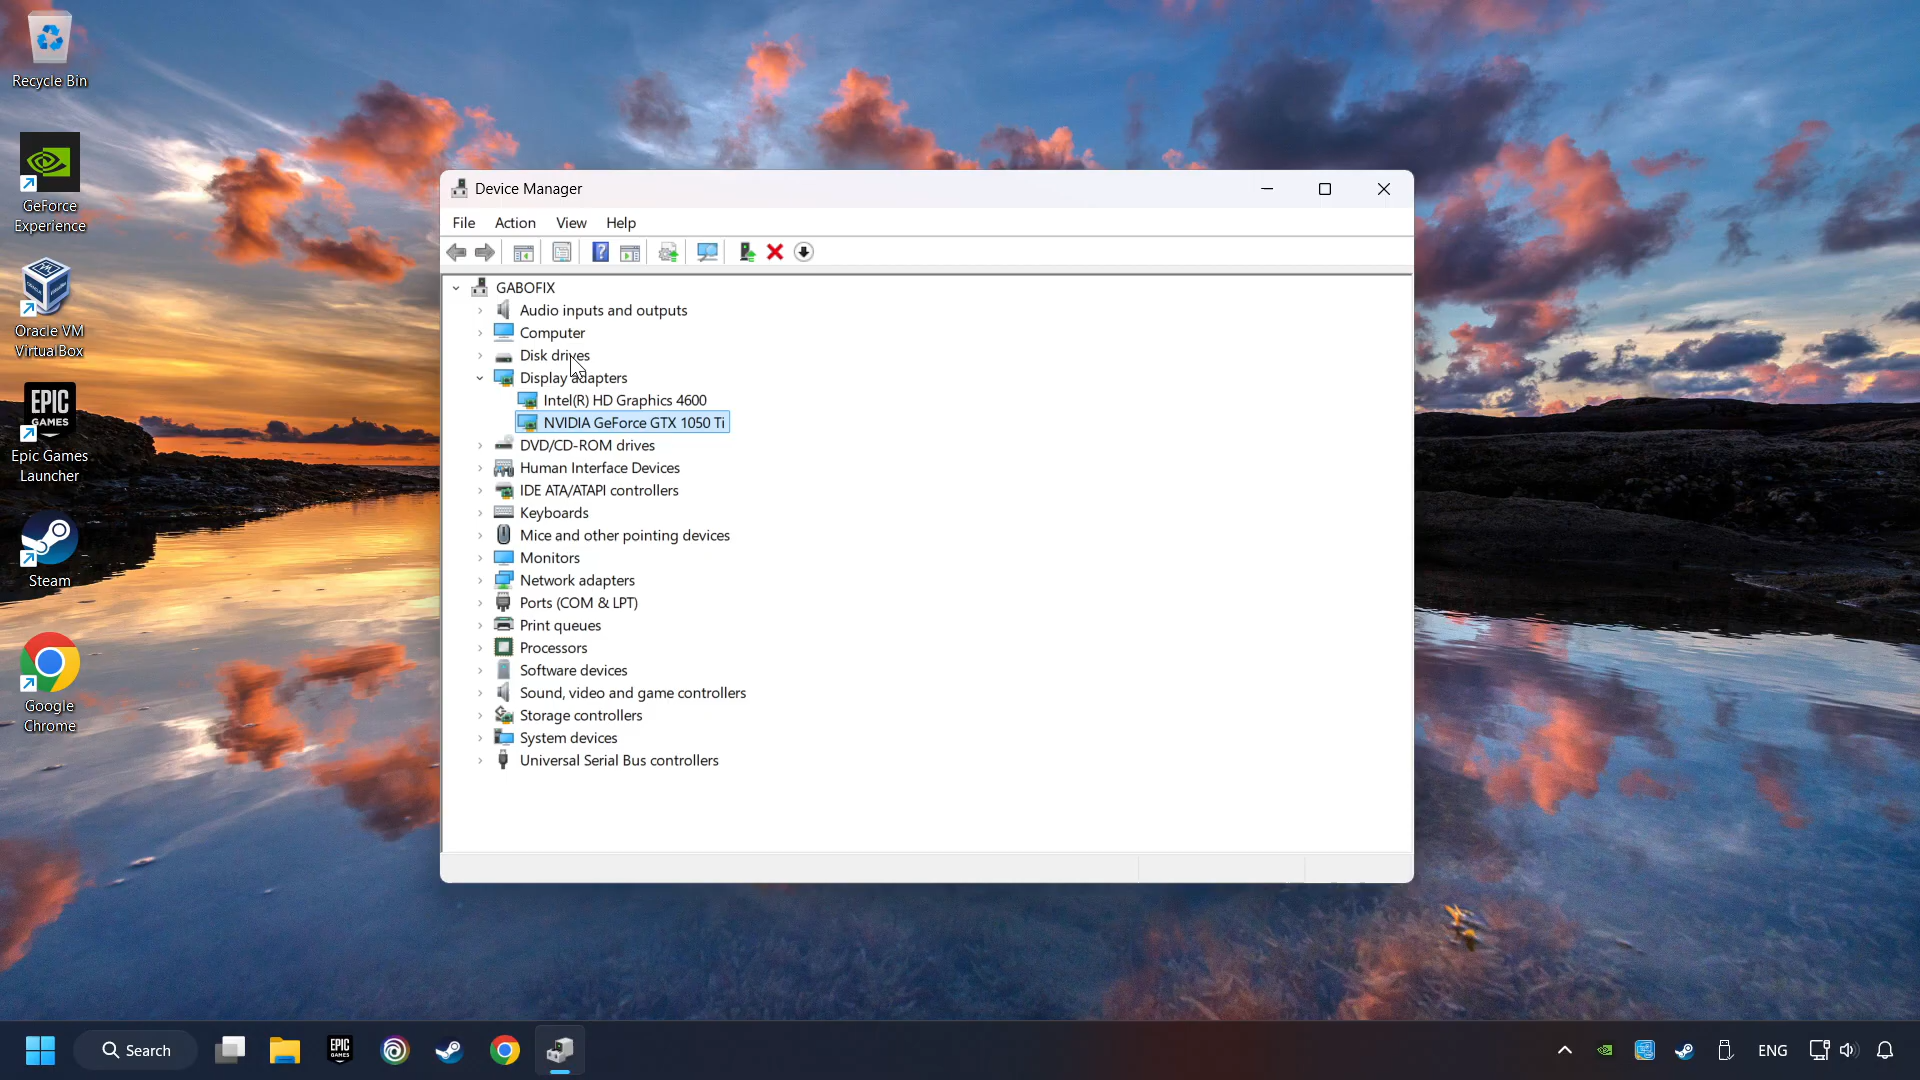 Recycle Bin
GeForce
Experience
Oracle VM
VirtualBox
EPIC
GAMES
Epic Games
Launcher
Steam
Google
Chrome
Device Manager
File Action View Help
GABOFIX
Audio inputs and outputs
Computer
Disk drives
Display adapters
Intel(R) HD Graphics 4600
NVIDIA GeForce GTX 1050 Ti
DVD/CD-ROM drives
Human Interface Devices
IDE ATA/ATAPI controllers
Keyboards
Mice and other pointing devices
Monitors
Network adapters
Ports (COM & LPT)
Print queues
Processors
Software devices
Sound, video and game controllers
Storage controllers
System devices
Universal Serial Bus controllers
Search
EPIC
GAMES
ENG